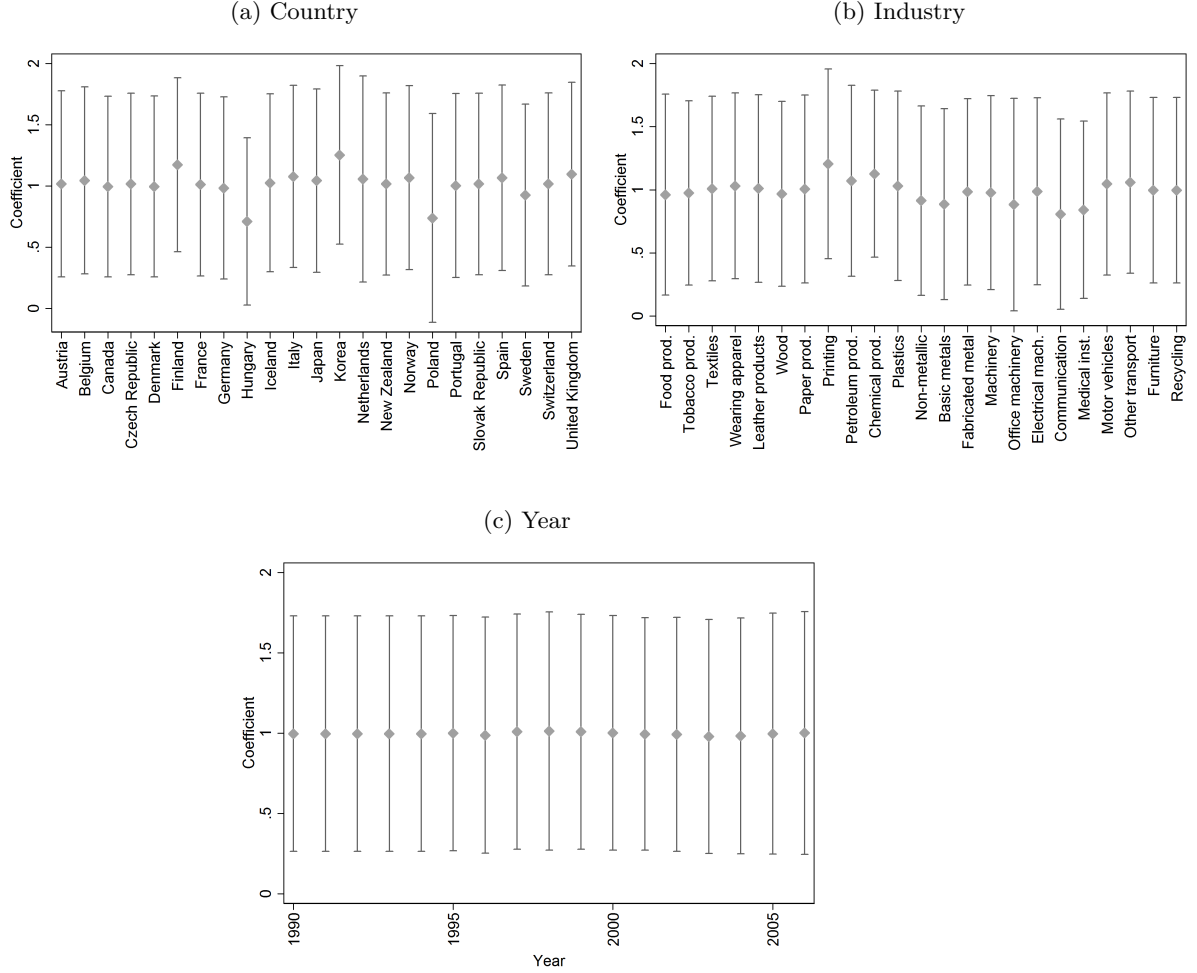 (a) Country
2
1.5
1
.5
0
Coefficient
Austria
Belgium
Canada
Czech Republic
Denmark
Finland
France
Germany
Hungary
Iceland
Italy
Japan
Korea
Netherlands
New Zealand
Norway
Poland
Portugal
Slovak Republic
Spain
Sweden
Switzerland
United Kingdom
(b) Industry
2
1.5
1
.5
0
Coefficient
Food prod.
Tobacco prod.
Textiles
Wearing apparel
Leather products
Wood
Paper prod.
Printing
Petroleum prod.
Chemical prod.
Plastics
Non-metallic
Basic metals
Fabricated metal
Machinery
Office machinery
Electrical mach.
Communication
Medical inst.
Motor vehicles
Other transport
Furniture
Recycling
(c) Year
2
1.5
1
.5
0
Coefficient
1990
1995
2000
2005
Year